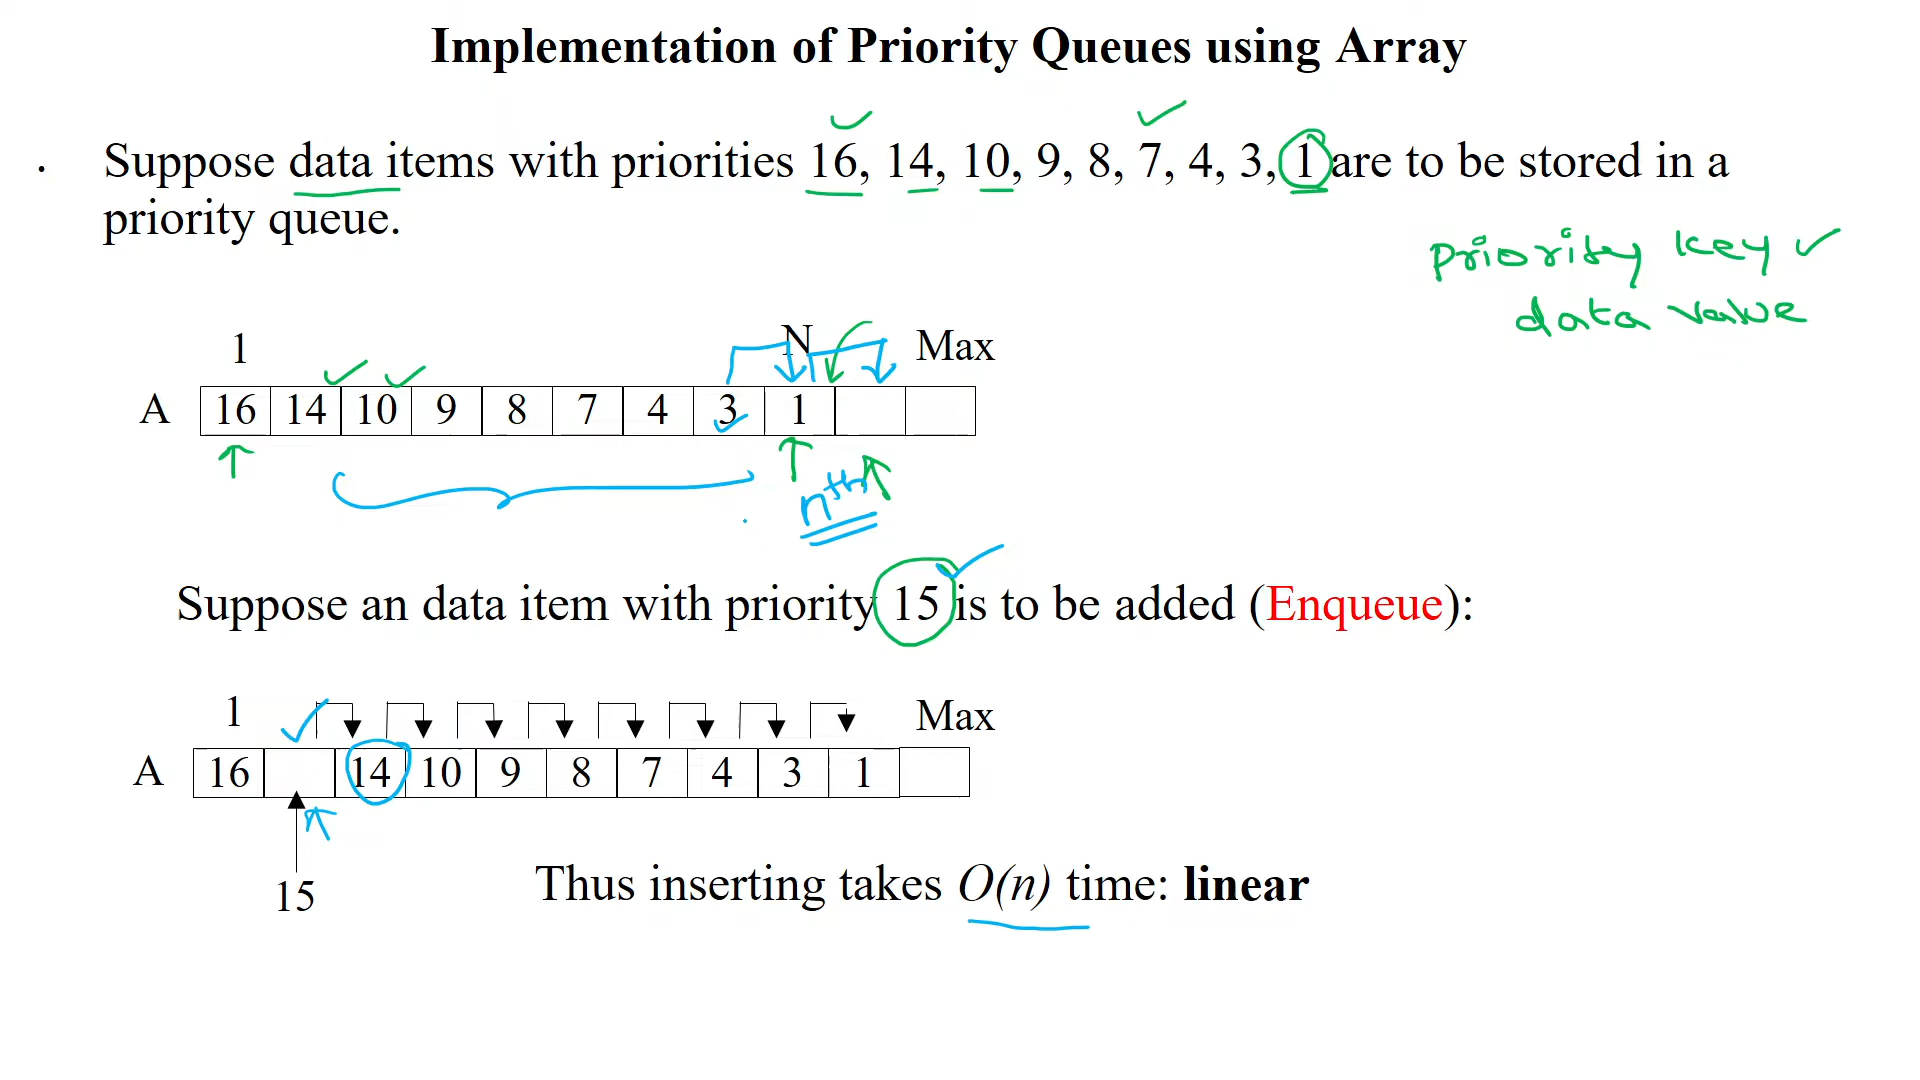 Implementation of Priority Queues using Array
Suppose data items with priorities 16, 14, 10, 9, 8, 7, 4, 3, 1 are to be stored in a
priority queue.
priority key
data value
1 N Max
A 16 14 10 9 8 7 4 3 1
nth
Suppose an data item with priority 15 is to be added (Enqueue):
1 Max
A 16 14 10 9 8 7 4 3 1
15
Thus inserting takes O(n) time: linear